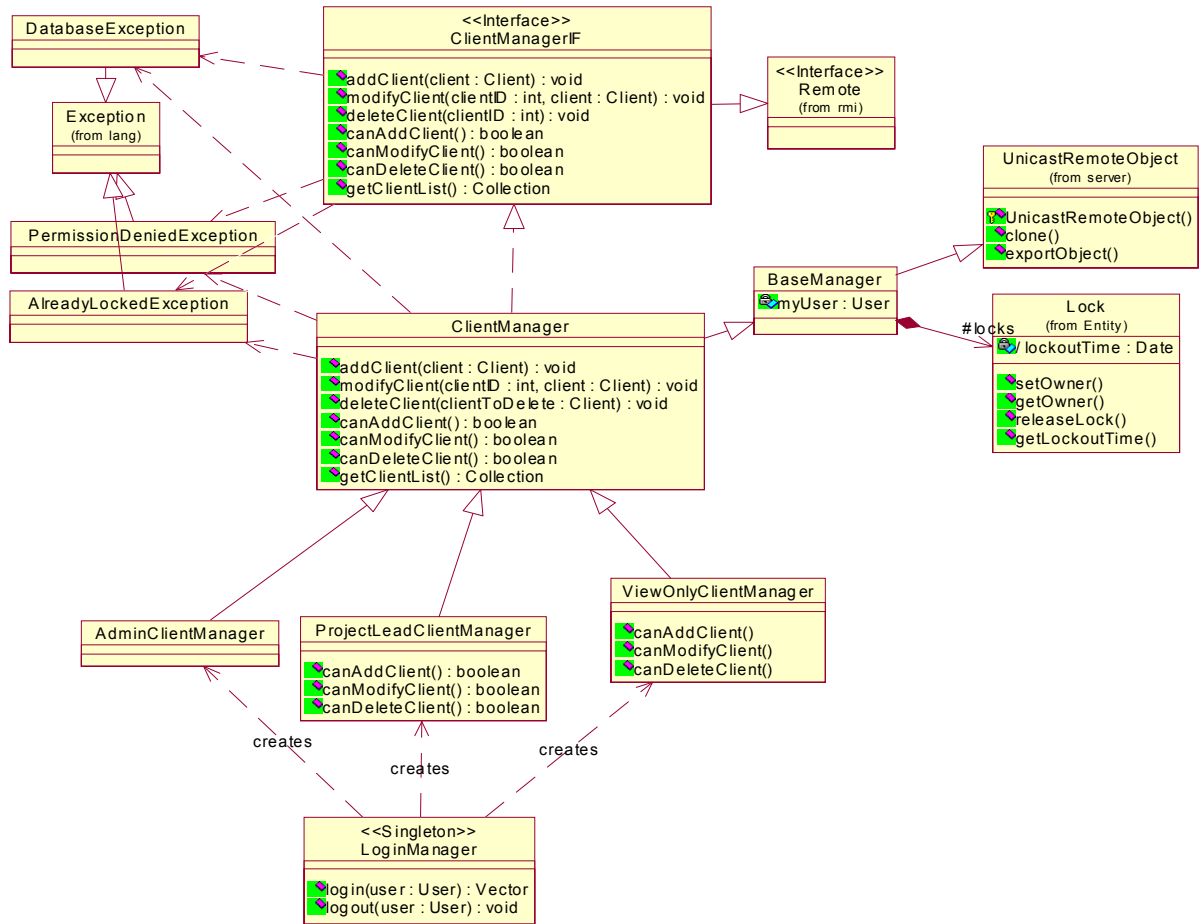 DatabaseException
Exception
(from lang)
PermissionDeniedException
AlreadyLockedException
<<Interface>>
ClientManagerIF
addClient(client : Client) : void
modifyClient(clientID : int, client : Client) : void
deleteClient(clientID : int) : void
canAddClient() : boolean
canModifyClient() : boolean
canDeleteClient() : boolean
getClientList() : Collection
<<Interface>>
Remote
(from rmi)
UnicastRemoteObject
(from server)
UnicastRemoteObject()
clone()
exportObject()
BaseManager
myUser : User
#locks
Lock
(from Entity)
/ lockoutTime : Date
setOwner()
getOwner()
releaseLock()
getLockoutTime()
ClientManager
addClient(client : Client) : void
modifyClient(clientID : int, client : Client) : void
deleteClient(clientToDelete : Client) : void
canAddClient() : boolean
canModifyClient() : boolean
canDeleteClient() : boolean
getClientList() : Collection
AdminClientManager
ProjectLeadClientManager
canAddClient() : boolean
canModifyClient() : boolean
canDeleteClient() : boolean
ViewOnlyClientManager
canAddClient()
canModifyClient()
canDeleteClient()
creates
creates
creates
<<Singleton>>
LoginManager
login(user : User) : Vector
logout(user : User) : void